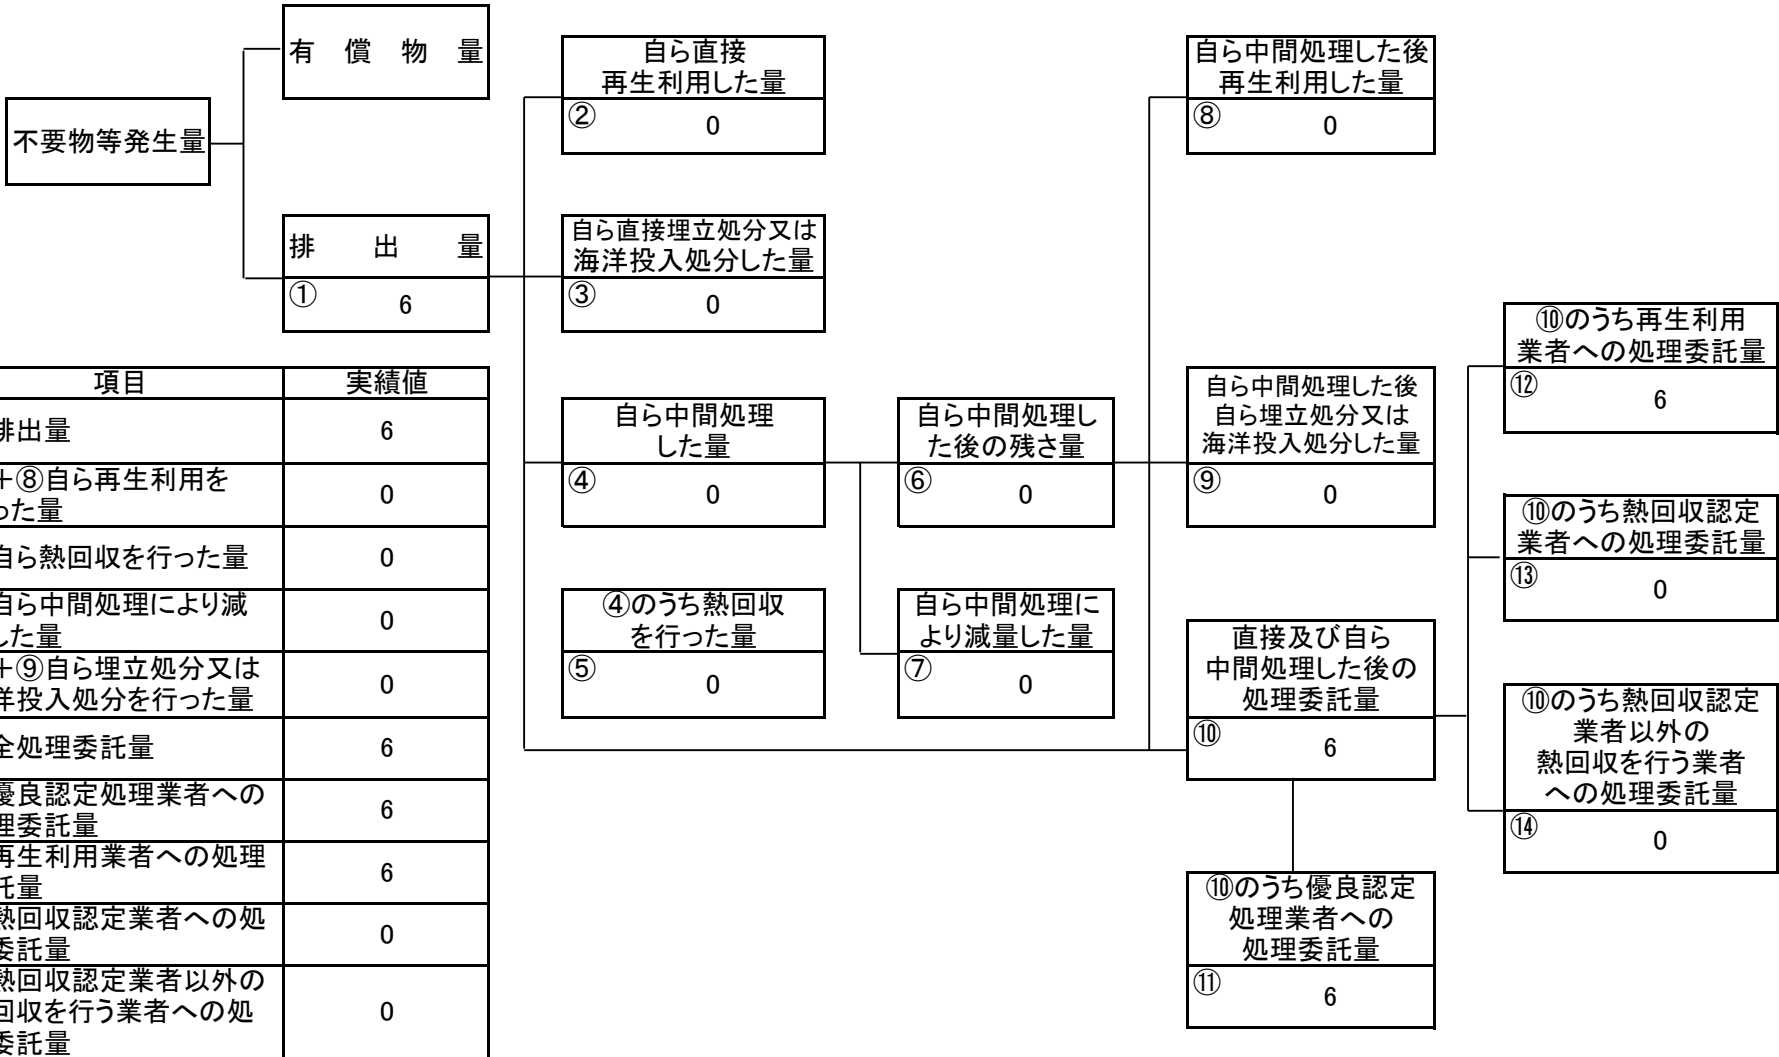 有 償 物 量
不要物等発生量
排 出 量
① 6
自ら直接
再生利用した量
② 0
自ら直接埋立処分又は
海洋投入処分した量
③ 0
自ら中間処理
した量
④ 0
④のうち熱回収
を行った量
⑤ 0
自ら中間処理し
た後の残さ量
⑥ 0
自ら中間処理に
より減量した量
⑦ 0
自ら中間処理した後
再生利用した量
⑧ 0
自ら中間処理した後
自ら埋立処分又は
海洋投入処分した量
⑨ 0
直接及び自ら
中間処理した後の
処理委託量
⑩ 6
⑩のうち優良認定
処理業者への
処理委託量
⑪ 6
⑩のうち再生利用
業者への処理委託量
⑫ 6
⑩のうち熱回収認定
業者への処理委託量
⑬ 0
⑩のうち熱回収認定
業者以外の
熱回収を行う業者
への処理委託量
⑭ 0
項目 実績値
排出量 6
+⑧自ら再生利用を
った量 0
自ら熱回収を行った量 0
自ら中間処理により減
した量 0
+⑨自ら埋立処分又は
洋投入処分を行った量 0
全処理委託量 6
優良認定処理業者への
理委託量 6
再生利用業者への処理
託量 6
熱回収認定業者への処
委託量 0
熱回収認定業者以外の
回収を行う業者への処
委託量 0